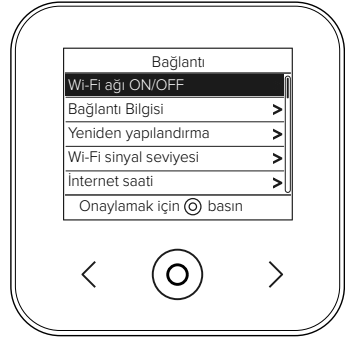 Bağlantı
Wi-Fi ağı ON/OFF
Bağlantı Bilgisi >
Yeniden yapılandırma >
Wi-Fi sinyal seviyesi >
İnternet saati >
Onaylamak için basın